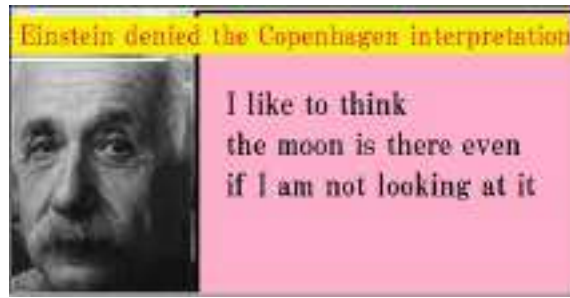 Einstein denied the Copenhagen interpretation
I like to think
the moon is there even
if I am not looking at it